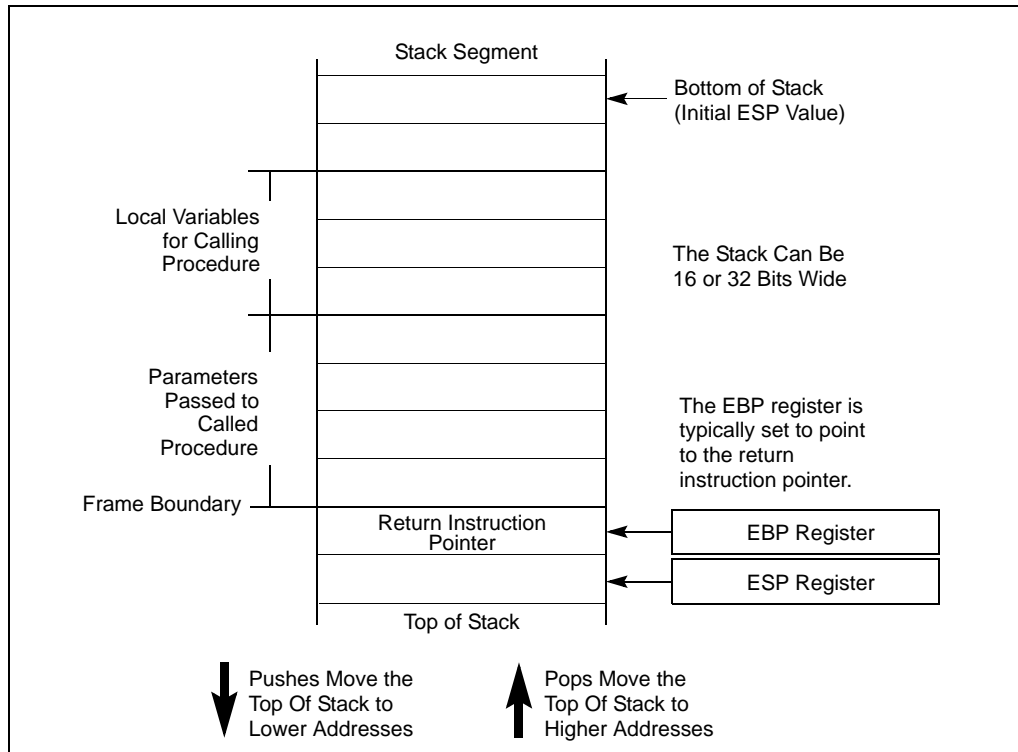 Stack Segment
Bottom of Stack
(Initial ESP Value)
Local Variables
for Calling
Procedure
The Stack Can Be
16 or 32 Bits Wide
Parameters
Passed to
Called
Procedure
The EBP register is
typically set to point
to the return
instruction pointer.
Frame Boundary
Return Instruction
Pointer
EBP Register
ESP Register
Top of Stack
Pushes Move the
Top Of Stack to
Lower Addresses
Pops Move the
Top Of Stack to
Higher Addresses